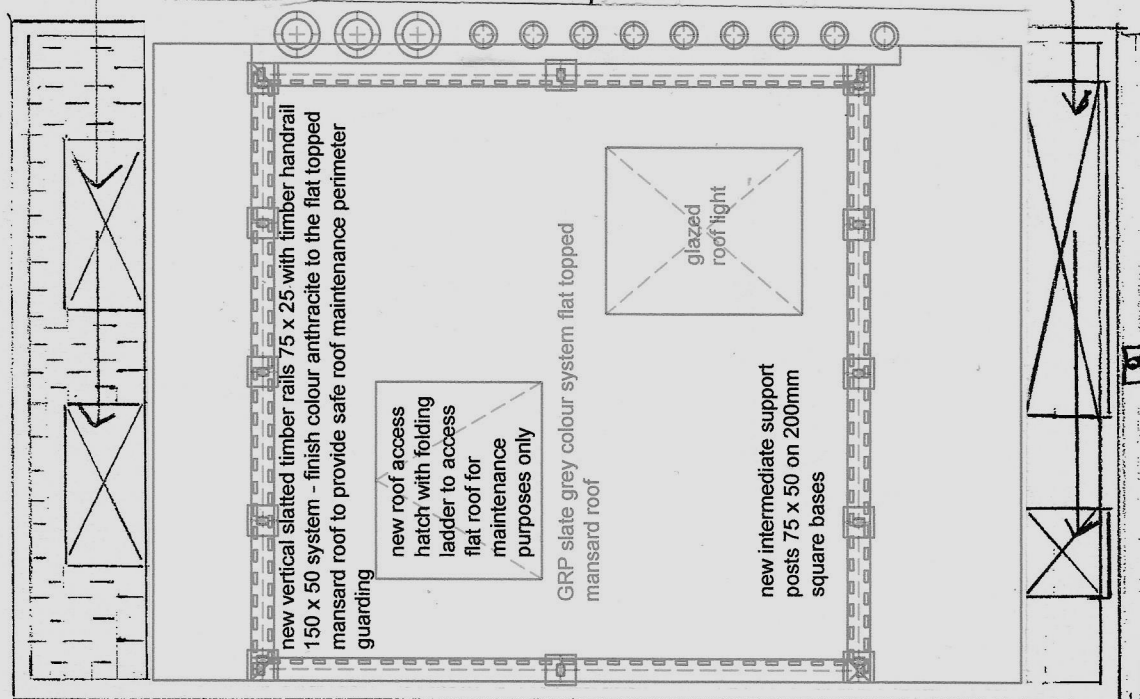 new vertical slatted timber rails 75 x 25 with timber handrail
150 x 50 system - finish colour anthracite to the flat topped
mansard roof to provide safe roof maintenance perimeter
guarding
new roof access
hatch with folding
ladder to access
flat roof for
maintenance
purposes only
GRP slate grey colour system flat topped
mansard roof
glazed
roof light
new intermediate support
posts 75 x 50 on 200mm
square bases